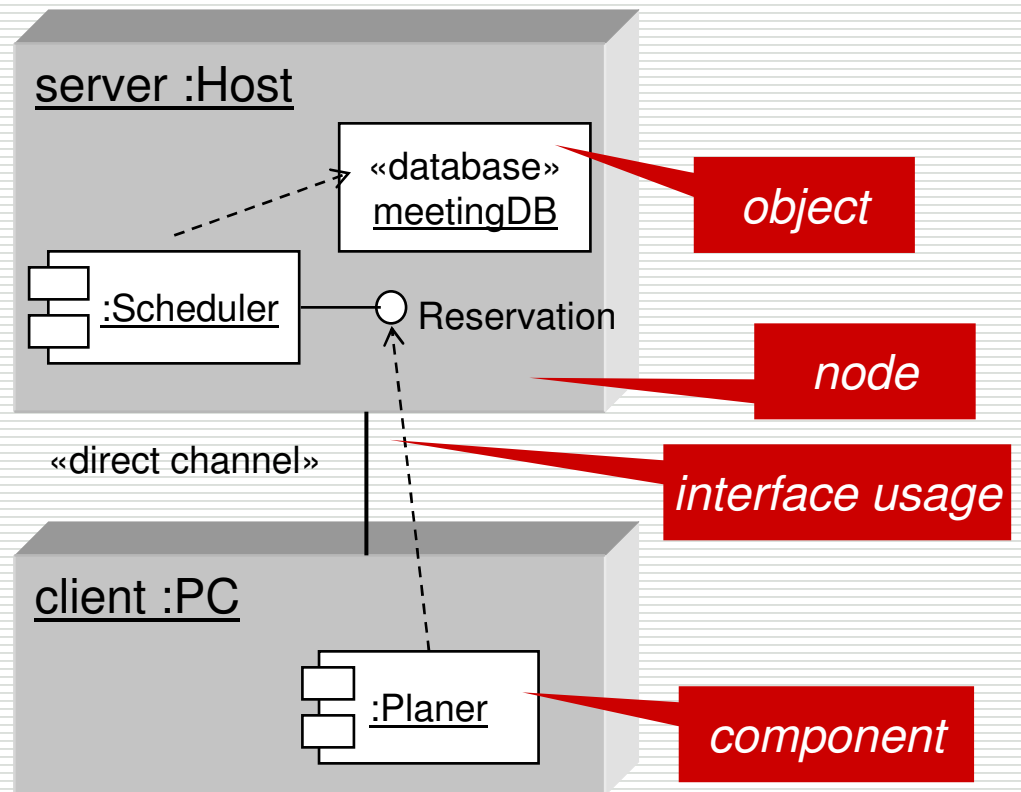 server :Host
«database»
meetingDB
object
:Scheduler
Reservation
node
«direct channel»
interface usage
client :PC
:Planer
component